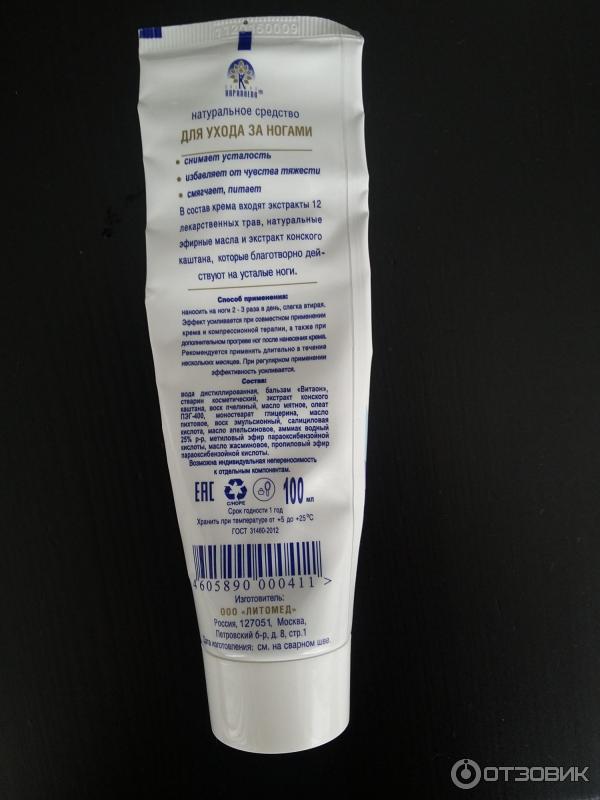 1120160009
К
КАРАВАЕВА
натуральное средство
ДЛЯ УХОДА ЗА НОГАМИ
• снимает усталость
• избавляет от чувства тяжести
• смягчает, питает
В состав крема входят экстракты 12
лекарственных трав, натуральные
эфирные масла и экстракт конского
каштана, которые благотворно дей-
ствуют на усталые ноги.
Способ применения:
наносить на ноги 2 - 3 раза в день, слегка втирая.
Эффект усиливается при совместном применении
крема и компрессионной терапии, а также при
дополнительном прогреве ног после нанесения крема.
Рекомендуется применять длительно в течение
нескольких месяцев. При регулярном применении
эффективность усиливается.
Состав:
вода дистиллированная, бальзам «Витаон»,
стеарин косметический, экстракт конского
каштана, воск пчелиный, масло мятное, олеат
ПЭГ-400, моностеарат глицерина, масло
пихтовое, воск эмульсионный, салициловая
кислота, масло апельсиновое, аммиак водный
25% р-р, метиловый эфир параоксибензойной
кислоты, масло жасминовое, пропиловый эфир
параоксибензойной кислоты.
Возможна индивидуальная непереносимость
к отдельным компонентам.
ЕАС C/HDPE 100 мл
Срок годности 1 год
Хранить при температуре от +5 до +25°C
ГОСТ 31460-2012
4605890 000411 >
Изготовитель:
ООО «ЛИТОМЕД»
Россия, 127051, Москва,
Петровский б-р, д. 8, стр.1
Дата изготовления: см. на сварном шве.
ОТЗОВИК